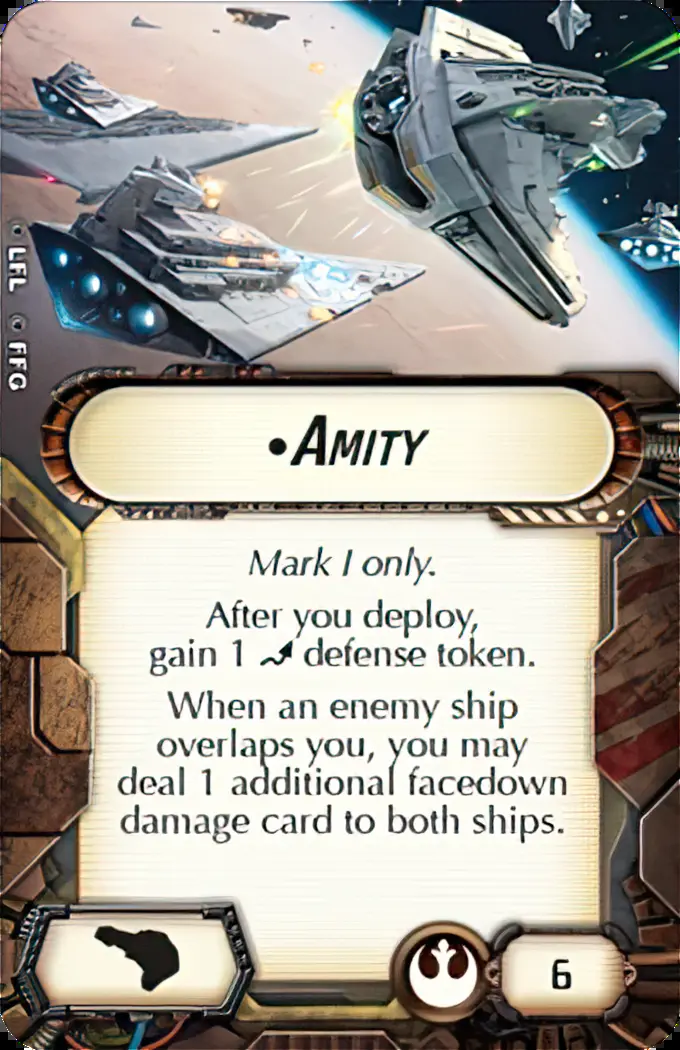 © LFL © FFG
•AMITY
Mark I only.
After you deploy,
gain 1 defense token.
When an enemy ship
overlaps you, you may
deal 1 additional facedown
damage card to both ships.
6